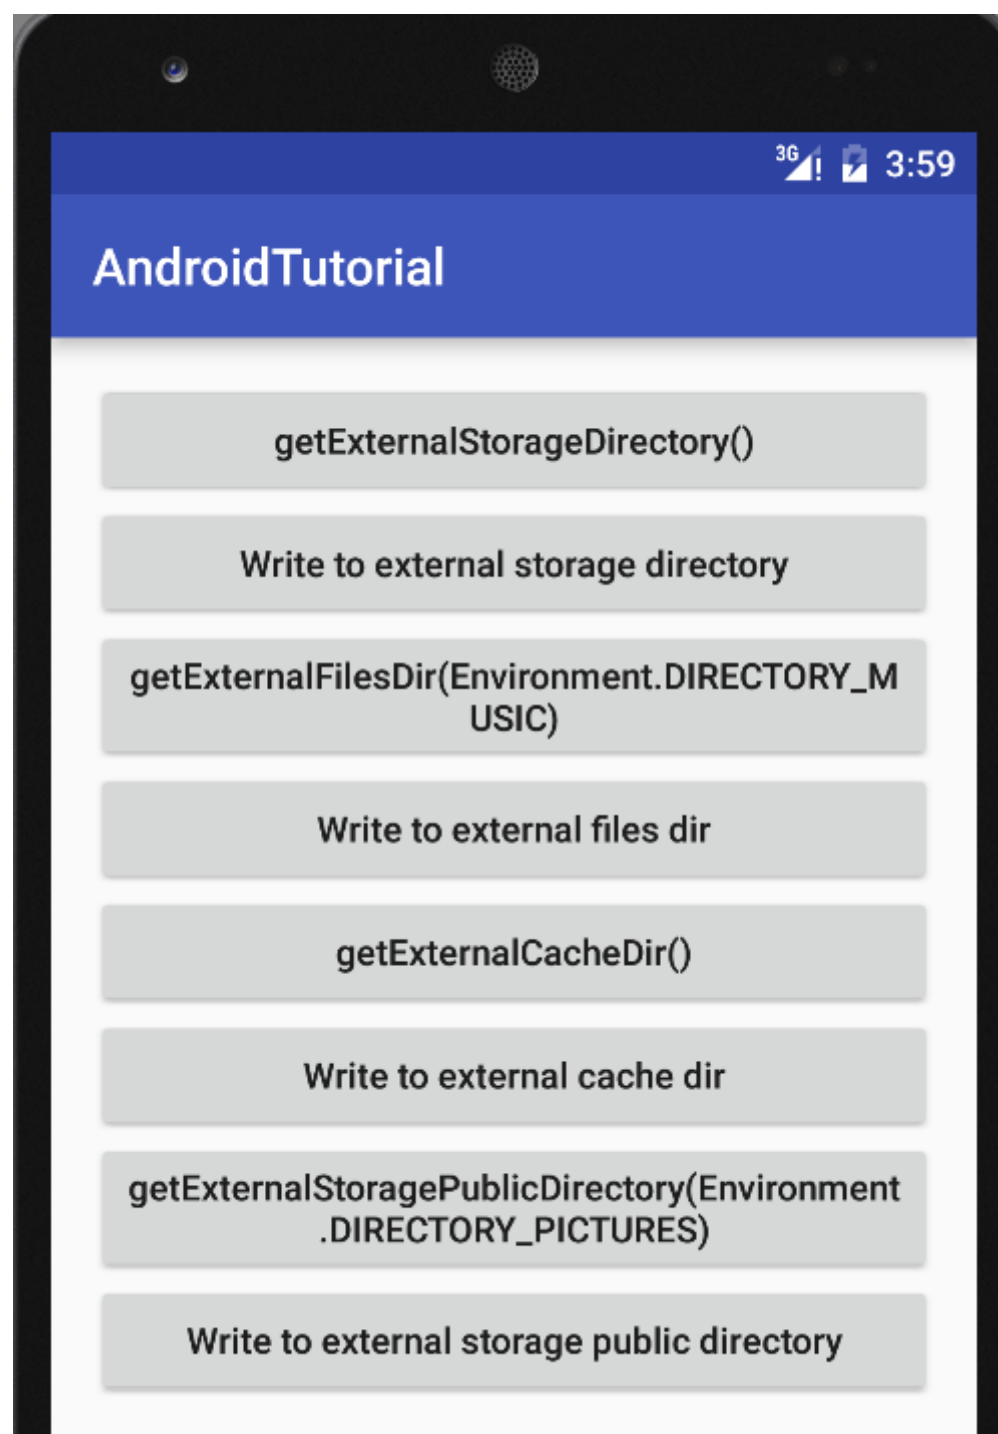 3G! 3:59
AndroidTutorial
getExternalStorageDirectory()
Write to external storage directory
getExternalFilesDir(Environment.DIRECTORY_M
USIC)
Write to external files dir
getExternalCacheDir()
Write to external cache dir
getExternalStoragePublicDirectory(Environment
.DIRECTORY_PICTURES)
Write to external storage public directory